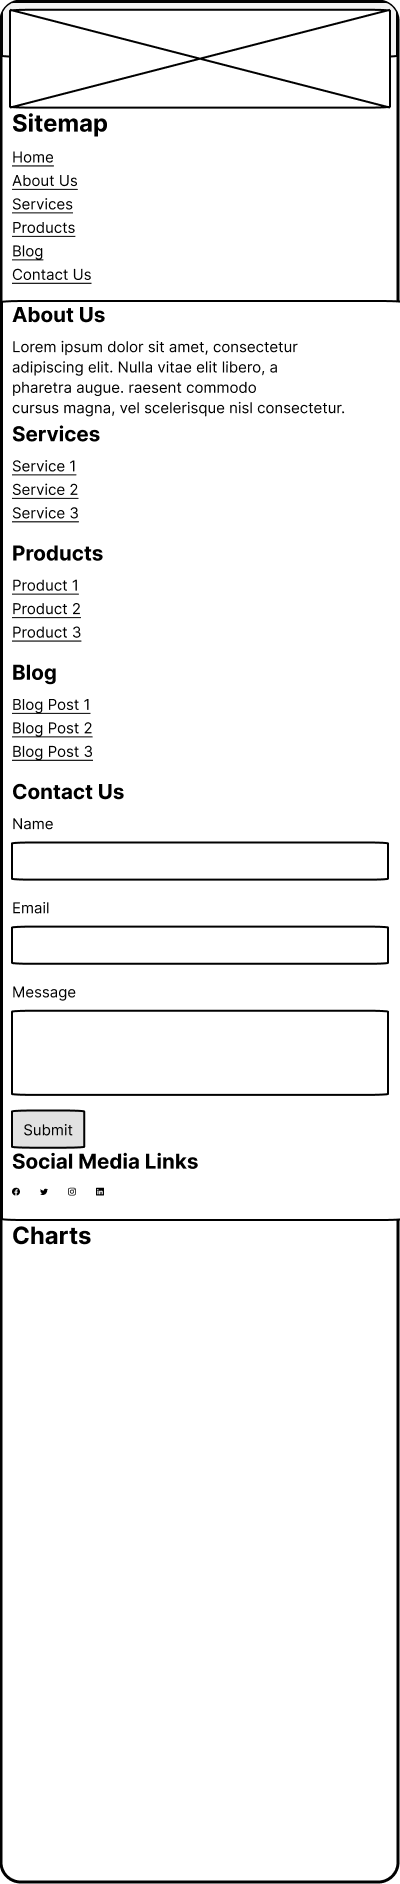 Sitemap
Home
About Us
Services
Products
Blog
Contact Us
About Us
Lorem ipsum dolor sit amet, consectetur
adipiscing elit. Nulla vitae elit libero, a
pharetra augue. raesent commodo
cursus magna, vel scelerisque nisl consectetur.
Services
Service 1
Service 2
Service 3
Products
Product 1
Product 2
Product 3
Blog
Blog Post 1
Blog Post 2
Blog Post 3
Contact Us
Name
Email
Message
Submit
Social Media Links
Charts